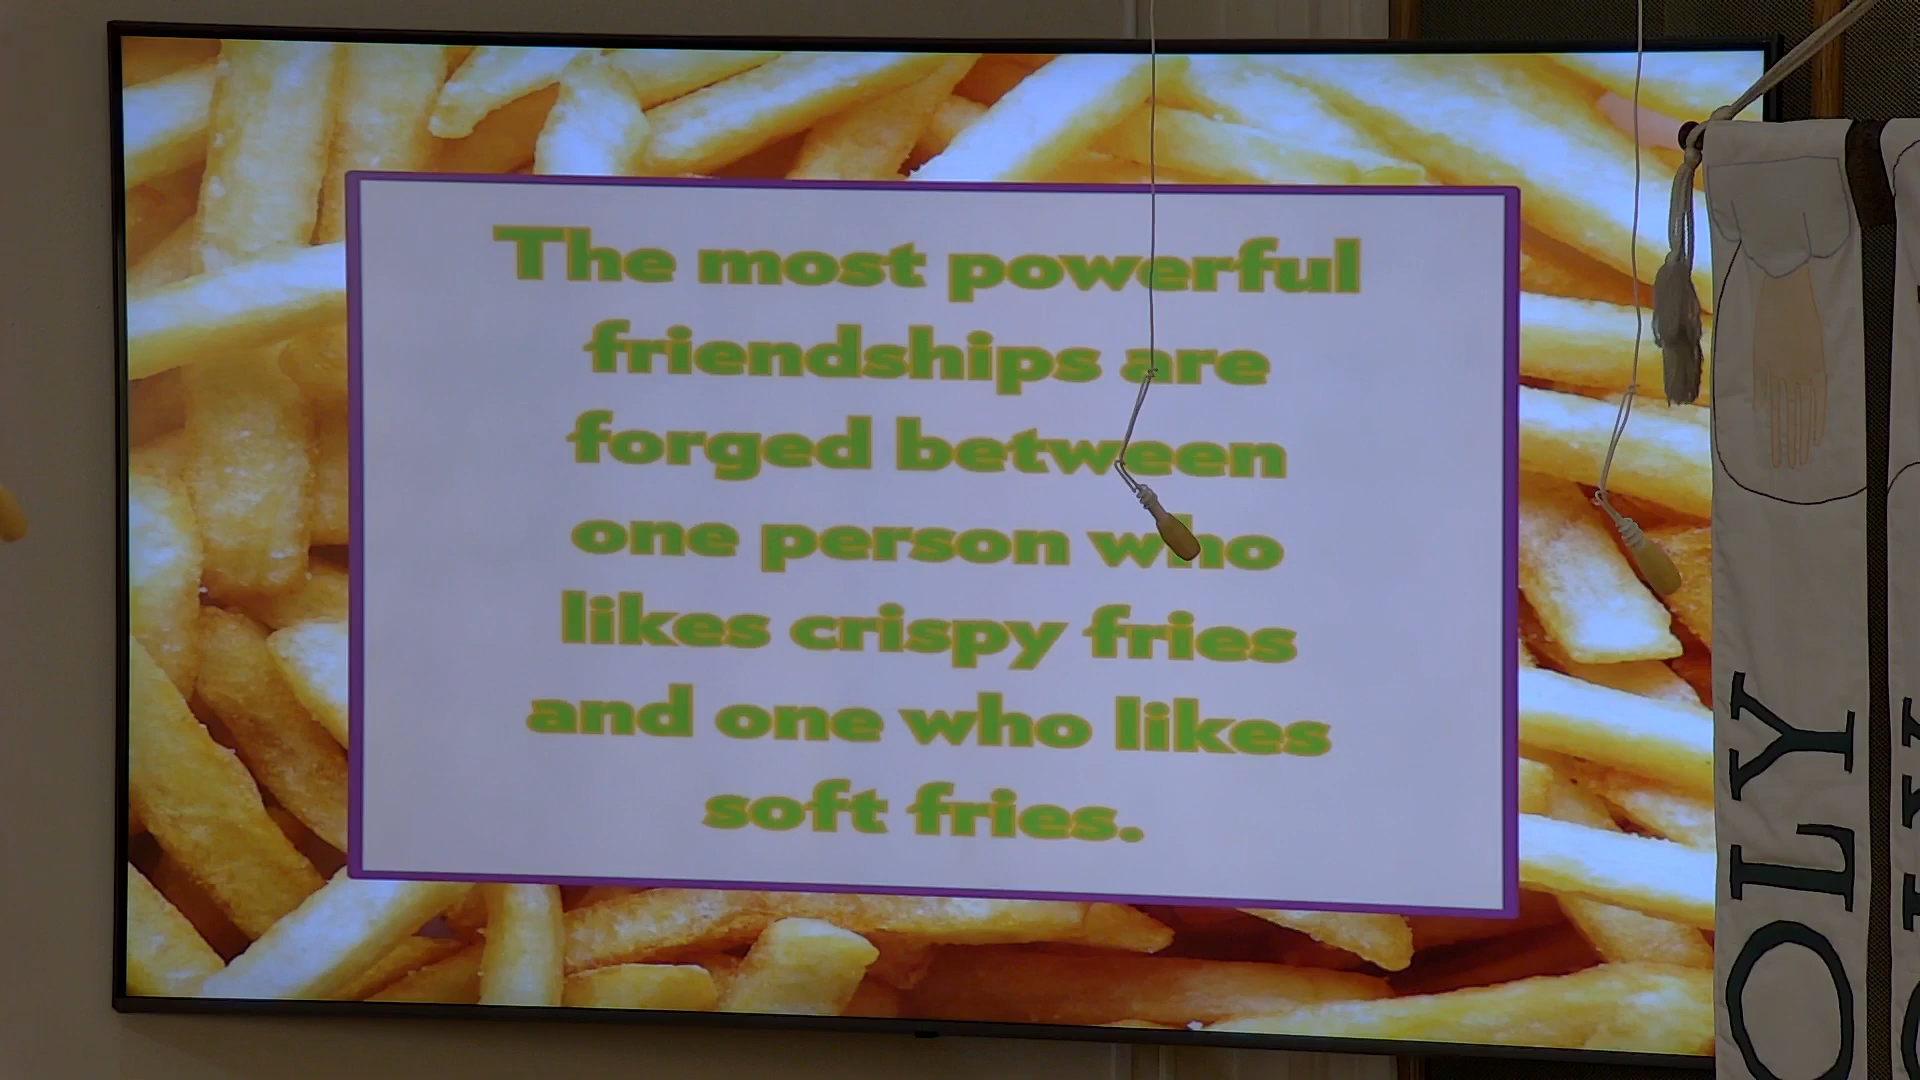 The most powerful
friendships are
forged between
one person who
likes crispy fries
and one who likes
soft fries.
OLY